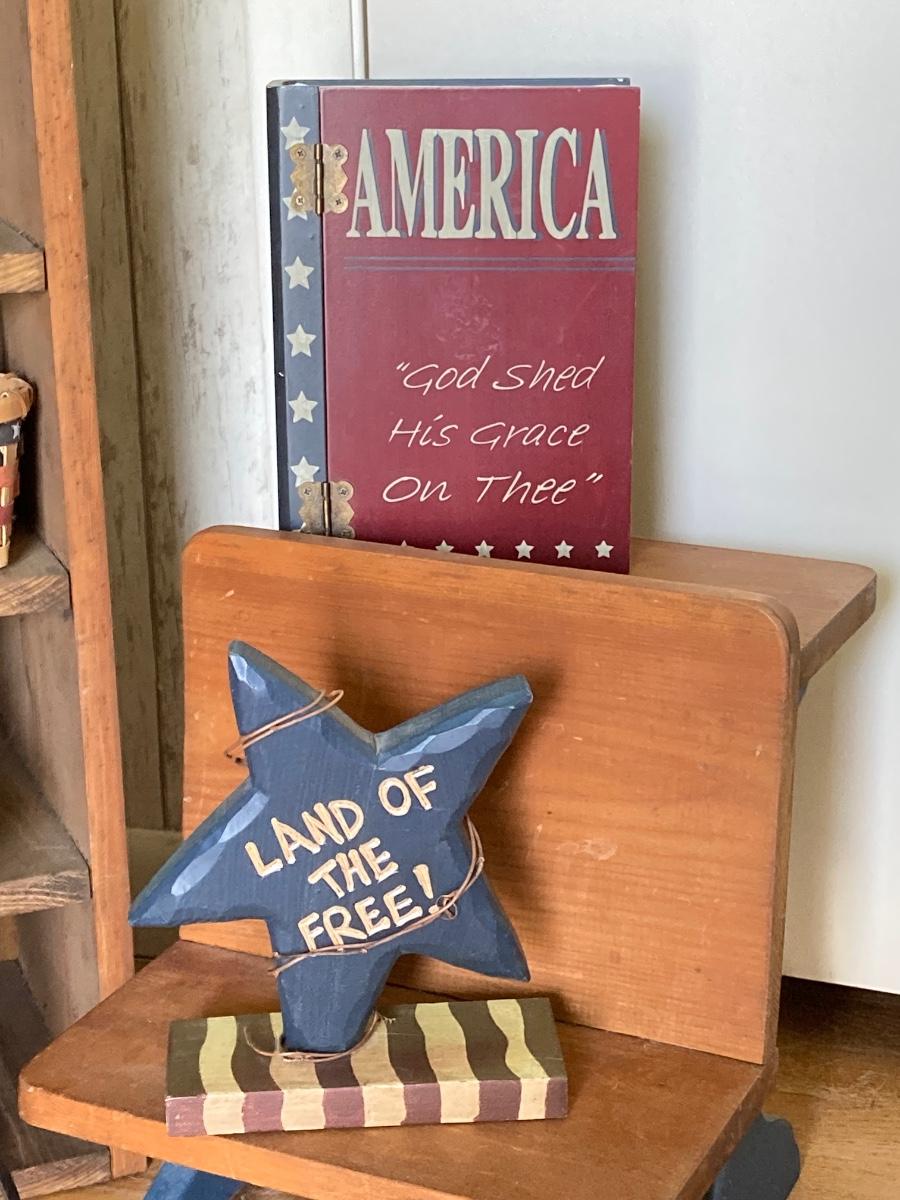 AMERICA
"God Shed
His Grace
On Thee"
LAND OF
THE
FREE!